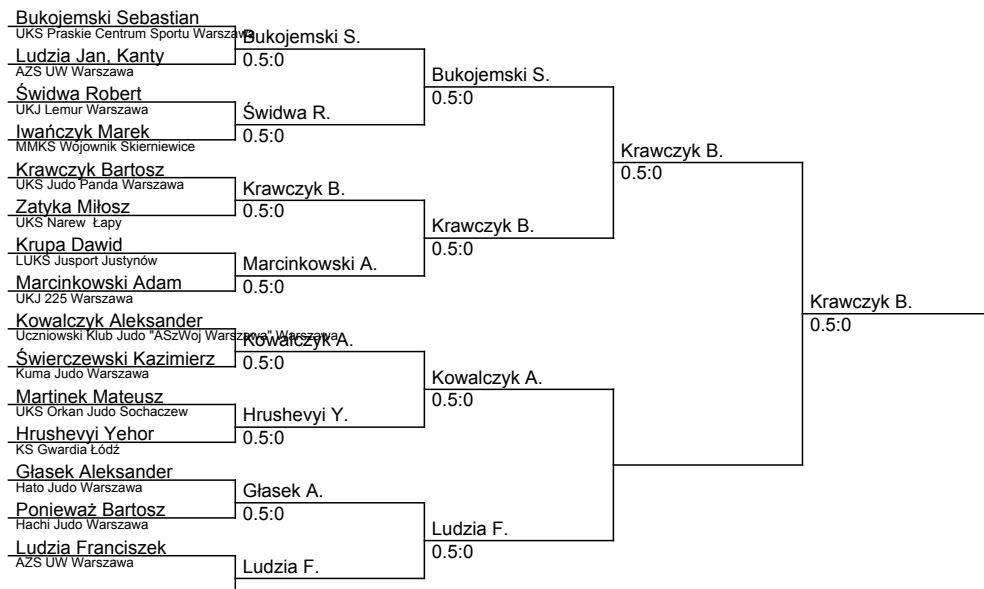 Bukojemski Sebastian
UKS Praskie Centrum Sportu Warszawa
Ludzia Jan, Kanty
AZS UW Warszawa
Świdwa Robert
UKJ Lemur Warszawa
Iwańczyk Marek
MMKS Wojownik Skierniewice
Krawczyk Bartosz
UKS Judo Panda Warszawa
Zatyka Miłosz
UKS Narew Łapy
Krupa Dawid
LUKS Jusport Justynów
Marcinkowski Adam
UKJ 225 Warszawa
Kowalczyk Aleksander
Uczniowski Klub Judo "ASzWoj Warszawa" Warszawa
Świerczewski Kazimierz
Kuma Judo Warszawa
Martinek Mateusz
UKS Orkan Judo Sochaczew
Hrushevyi Yehor
KS Gwardia Łódź
Głasek Aleksander
Hato Judo Warszawa
Ponieważ Bartosz
Hachi Judo Warszawa
Ludzia Franciszek
AZS UW Warszawa
Bukojemski S.
0.5:0
Świdwa R.
0.5:0
Krawczyk B.
0.5:0
Marcinkowski A.
0.5:0
Kowalczyk A.
0.5:0
Hrushevyi Y.
0.5:0
Głasek A.
0.5:0
Ludzia F.
Bukojemski S.
0.5:0
Krawczyk B.
0.5:0
Kowalczyk A.
0.5:0
Ludzia F.
0.5:0
Krawczyk B.
0.5:0
Krawczyk B.
0.5:0